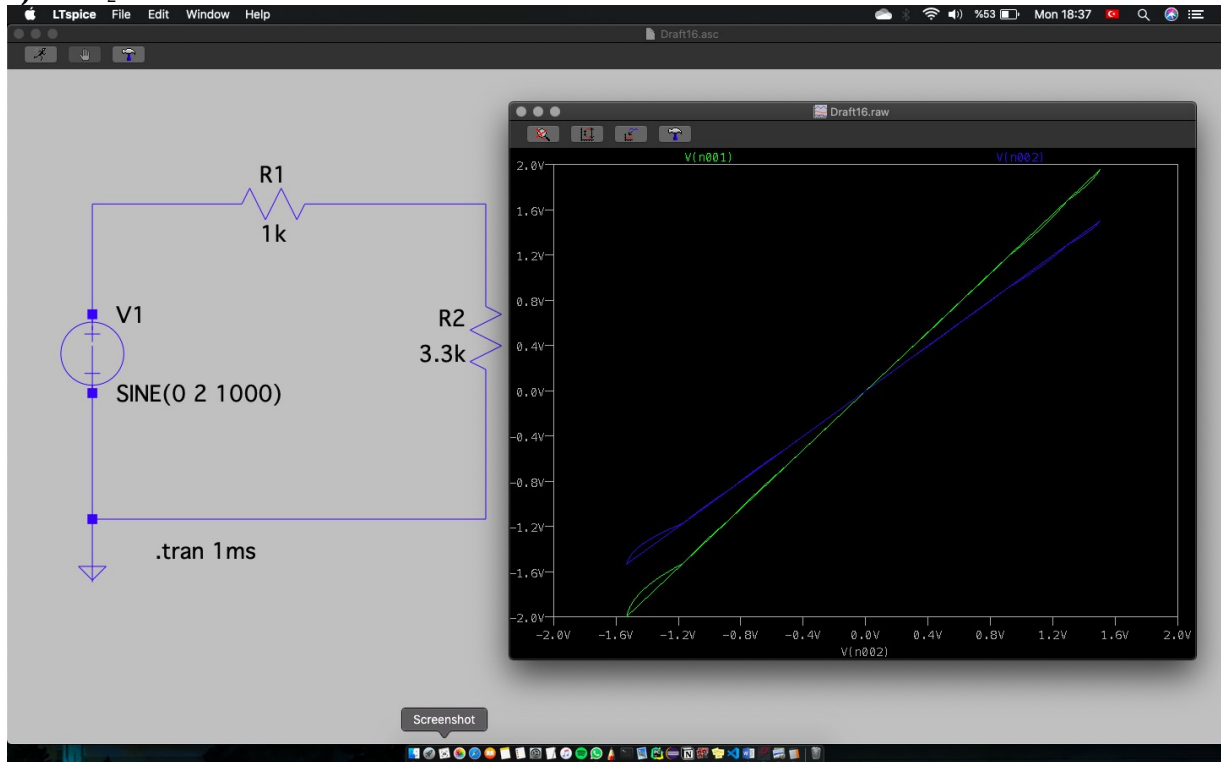 2
LTspice File Edit Window Help %53 Mon 18:37
Draft16.asc
Draft16.raw
V(n001) V(n002)
2.0V
1.6V
1.2V
0.8V
0.4V
0.0V
-0.4V
-0.8V
-1.2V
-1.6V
-2.0V
-2.0V -1.6V -1.2V -0.8V -0.4V 0.0V 0.4V 0.8V 1.2V 1.6V 2.0V
V(n002)
R1
1k
V1
R2
3.3k
SINE(0 2 1000)
.tran 1ms
Screenshot